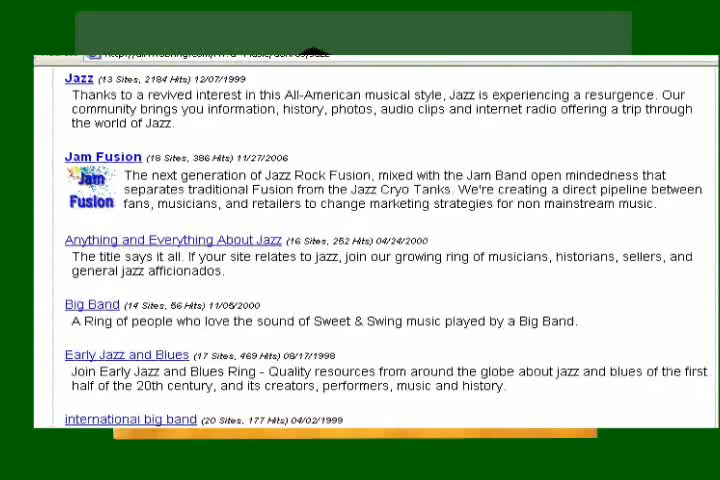 Jazz (13 Sites, 2184 Hits) 12/07/1999
Thanks to a revived interest in this All-American musical style, Jazz is experiencing a resurgence. Our
community brings you information, history, photos, audio clips and internet radio offering a trip through
the world of Jazz.
Jam Fusion (18 Sites, 386 Hits) 11/27/2006
Jam
Fusion
The next generation of Jazz Rock Fusion, mixed with the Jam Band open mindedness that
separates traditional Fusion from the Jazz Cryo Tanks. We're creating a direct pipeline between
fans, musicians, and retailers to change marketing strategies for non mainstream music.
Anything and Everything About Jazz (16 Sites, 252 Hits) 04/24/2000
The title says it all. If your site relates to jazz, join our growing ring of musicians, historians, sellers, and
general jazz afficionados.
Big Band (14 Sites, 56 Hits) 11/05/2000
A Ring of people who love the sound of Sweet & Swing music played by a Big Band.
Early Jazz and Blues (17 Sites, 469 Hits) 08/17/1998
Join Early Jazz and Blues Ring - Quality resources from around the globe about jazz and blues of the first
half of the 20th century, and its creators, performers, music and history.
international big band (20 Sites, 177 Hits) 04/02/1999